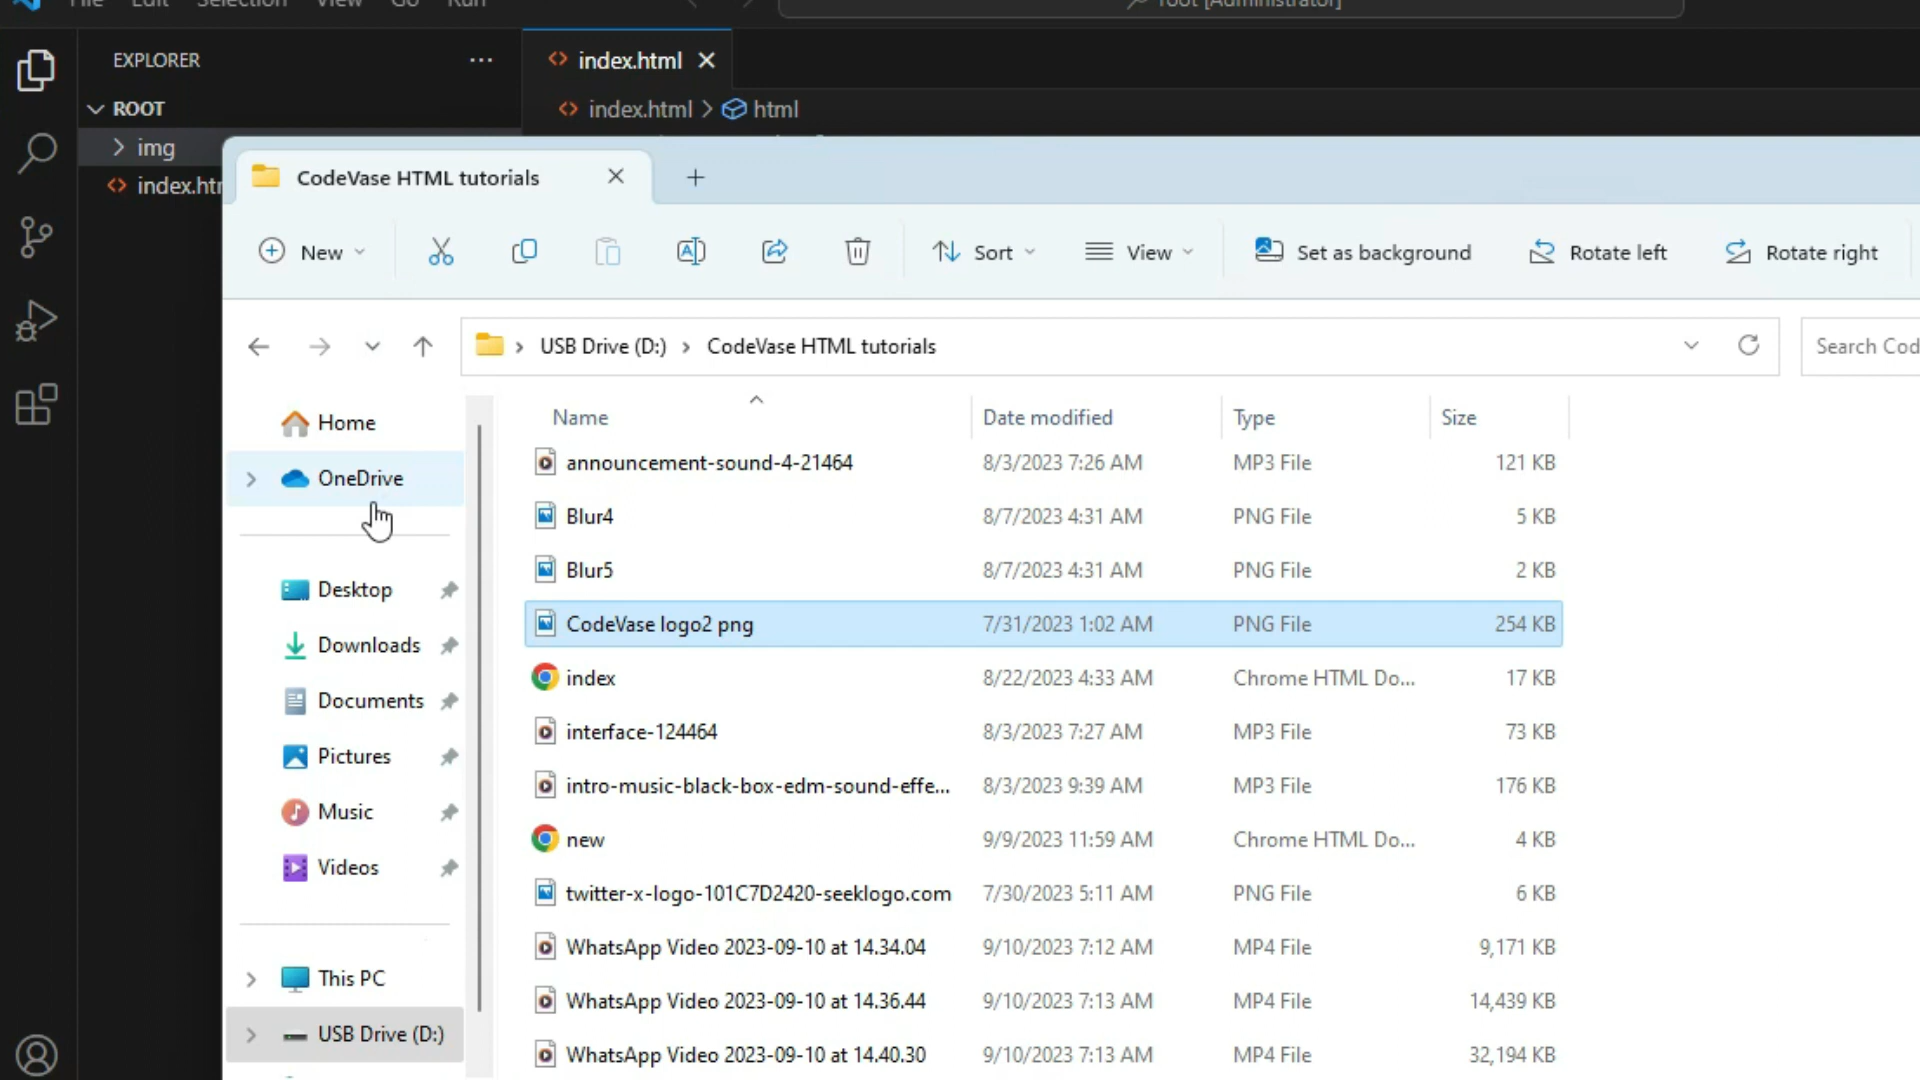 File Edit Selection View Go Run root [Administrator]
EXPLORER
index.html
ROOT
index.html > html
img
CodeVase HTML tutorials
New
Sort
View
Set as background
Rotate left
Rotate right
USB Drive (D:) > CodeVase HTML tutorials
Search Cod
Home
OneDrive
Desktop
Downloads
Documents
Pictures
Music
Videos
This PC
USB Drive (D:)
Name Date modified Type Size
announcement-sound-4-21464 8/3/2023 7:26 AM MP3 File 121 KB
Blur4 8/7/2023 4:31 AM PNG File 5 KB
Blur5 8/7/2023 4:31 AM PNG File 2 KB
CodeVase logo2 png 7/31/2023 1:02 AM PNG File 254 KB
index 8/22/2023 4:33 AM Chrome HTML Do... 17 KB
interface-124464 8/3/2023 7:27 AM MP3 File 73 KB
intro-music-black-box-edm-sound-effe... 8/3/2023 9:39 AM MP3 File 176 KB
new 9/9/2023 11:59 AM Chrome HTML Do... 4 KB
twitter-x-logo-101C7D2420-seeklogo.com 7/30/2023 5:11 AM PNG File 6 KB
WhatsApp Video 2023-09-10 at 14.34.04 9/10/2023 7:12 AM MP4 File 9,171 KB
WhatsApp Video 2023-09-10 at 14.36.44 9/10/2023 7:13 AM MP4 File 14,439 KB
WhatsApp Video 2023-09-10 at 14.40.30 9/10/2023 7:13 AM MP4 File 32,194 KB